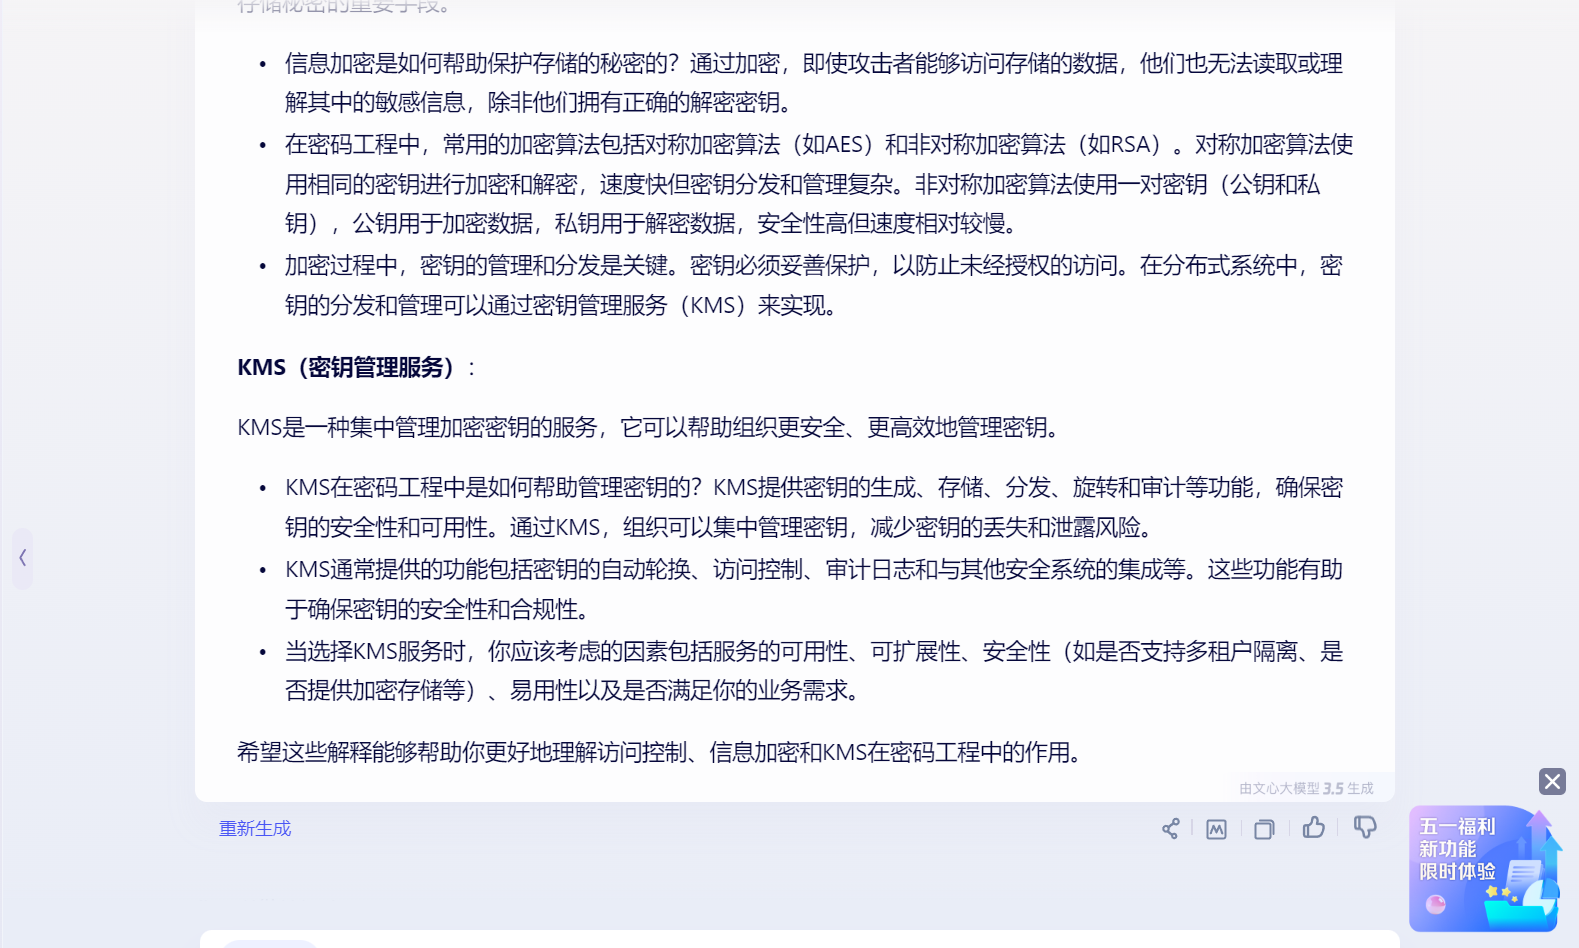 存储秘密的重要手段。
• 信息加密是如何帮助保护存储的秘密的？通过加密，即使攻击者能够访问存储的数据，他们也无法读取或理
解其中的敏感信息，除非他们拥有正确的解密密钥。
• 在密码工程中，常用的加密算法包括对称加密算法（如AES）和非对称加密算法（如RSA）。对称加密算法使
用相同的密钥进行加密和解密，速度快但密钥分发和管理复杂。非对称加密算法使用一对密钥（公钥和私
钥），公钥用于加密数据，私钥用于解密数据，安全性高但速度相对较慢。
• 加密过程中，密钥的管理和分发是关键。密钥必须妥善保护，以防止未经授权的访问。在分布式系统中，密
钥的分发和管理可以通过密钥管理服务（KMS）来实现。
KMS（密钥管理服务）：
KMS是一种集中管理加密密钥的服务，它可以帮助组织更安全、更高效地管理密钥。
• KMS在密码工程中是如何帮助管理密钥的？KMS提供密钥的生成、存储、分发、旋转和审计等功能，确保密
钥的安全性和可用性。通过KMS，组织可以集中管理密钥，减少密钥的丢失和泄露风险。
• KMS通常提供的功能包括密钥的自动轮换、访问控制、审计日志和与其他安全系统的集成等。这些功能有助
于确保密钥的安全性和合规性。
• 当选择KMS服务时，你应该考虑的因素包括服务的可用性、可扩展性、安全性（如是否支持多租户隔离、是
否提供加密存储等）、易用性以及是否满足你的业务需求。
希望这些解释能够帮助你更好地理解访问控制、信息加密和KMS在密码工程中的作用。
由文心大模型 3.5 生成
重新生成
五一福利
新功能
限时体验